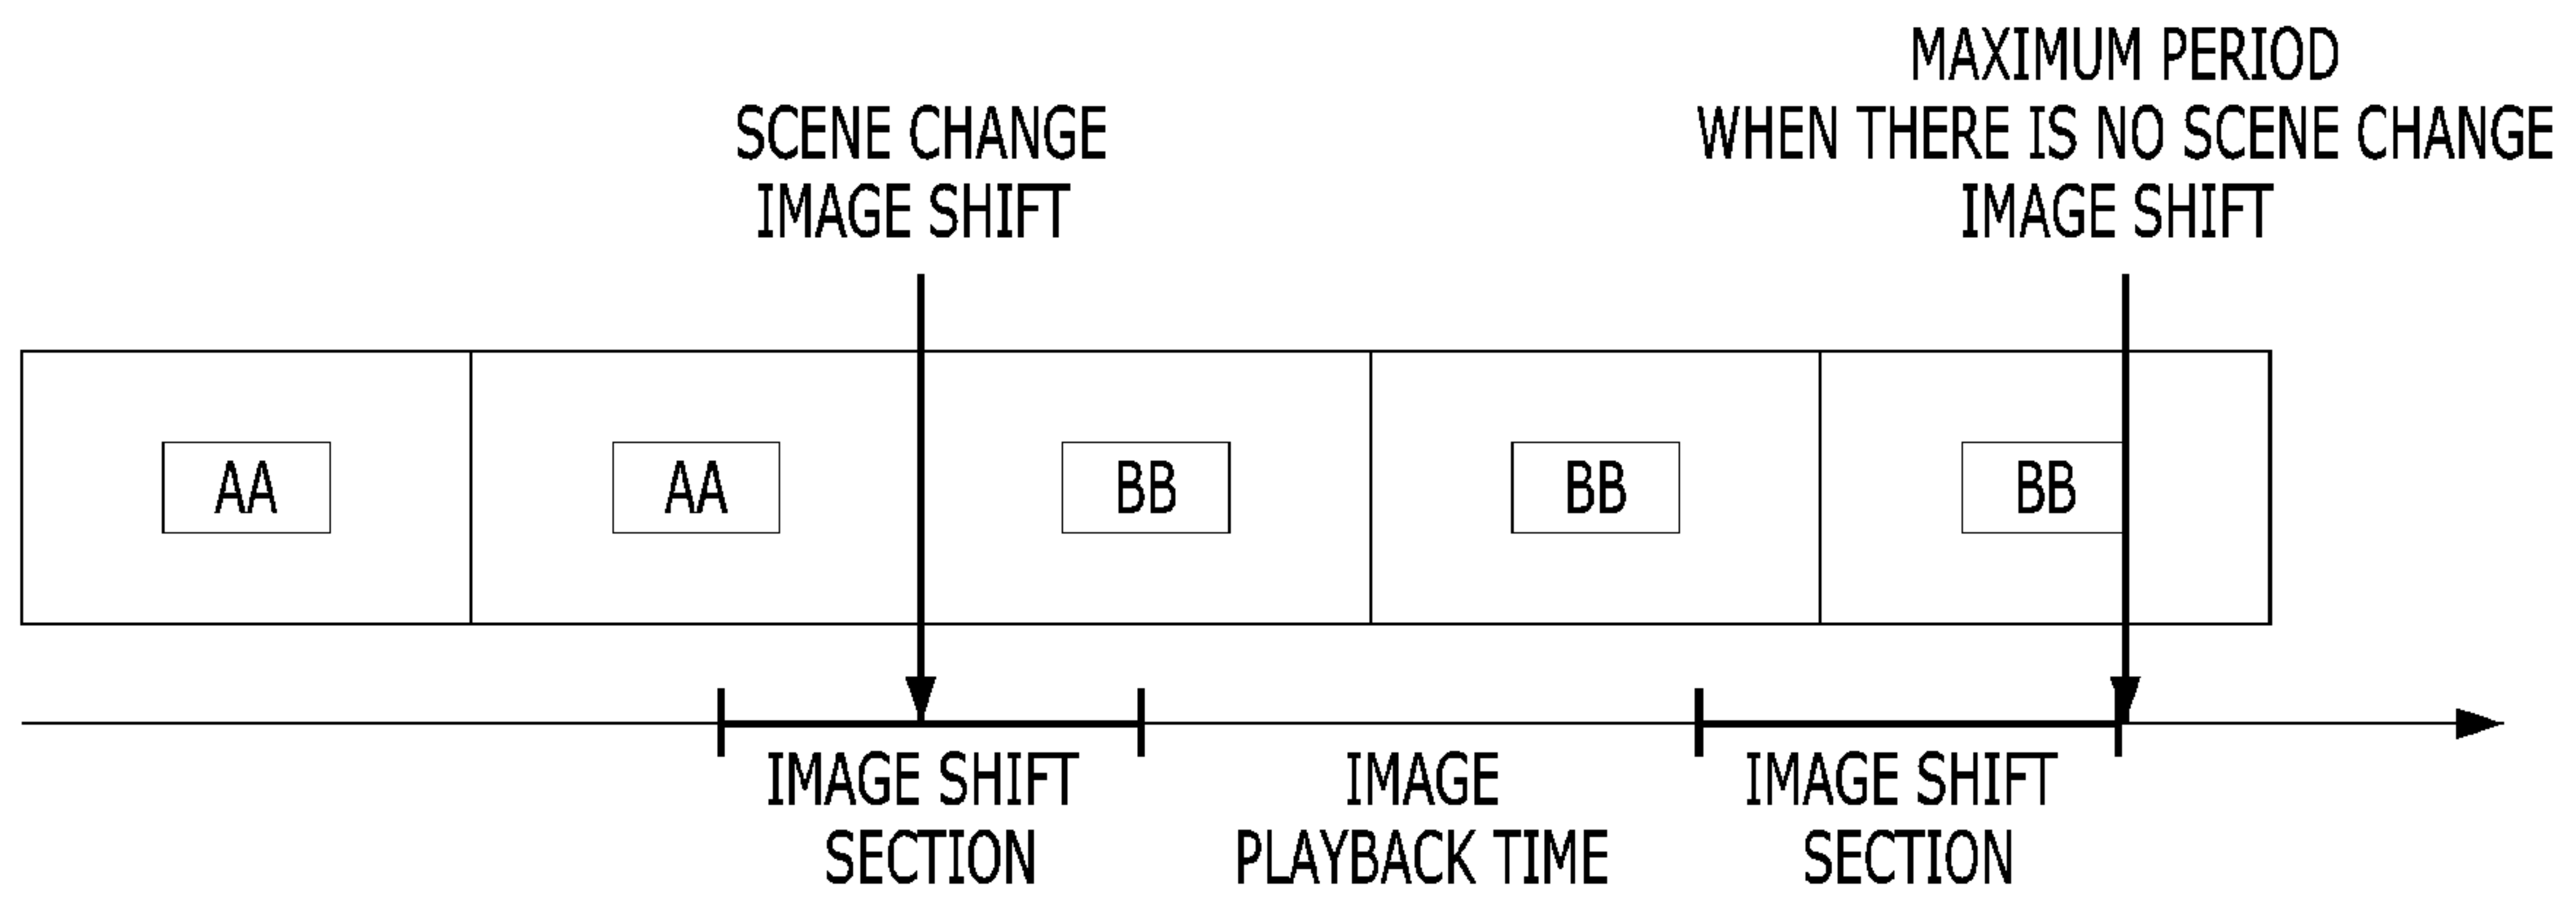 MAXIMUM PERIOD
WHEN THERE IS NO SCENE CHANGE
IMAGE SHIFT
SCENE CHANGE
IMAGE SHIFT
AA
AA
BB
BB
BB
IMAGE SHIFT
SECTION
IMAGE
PLAYBACK TIME
IMAGE SHIFT
SECTION